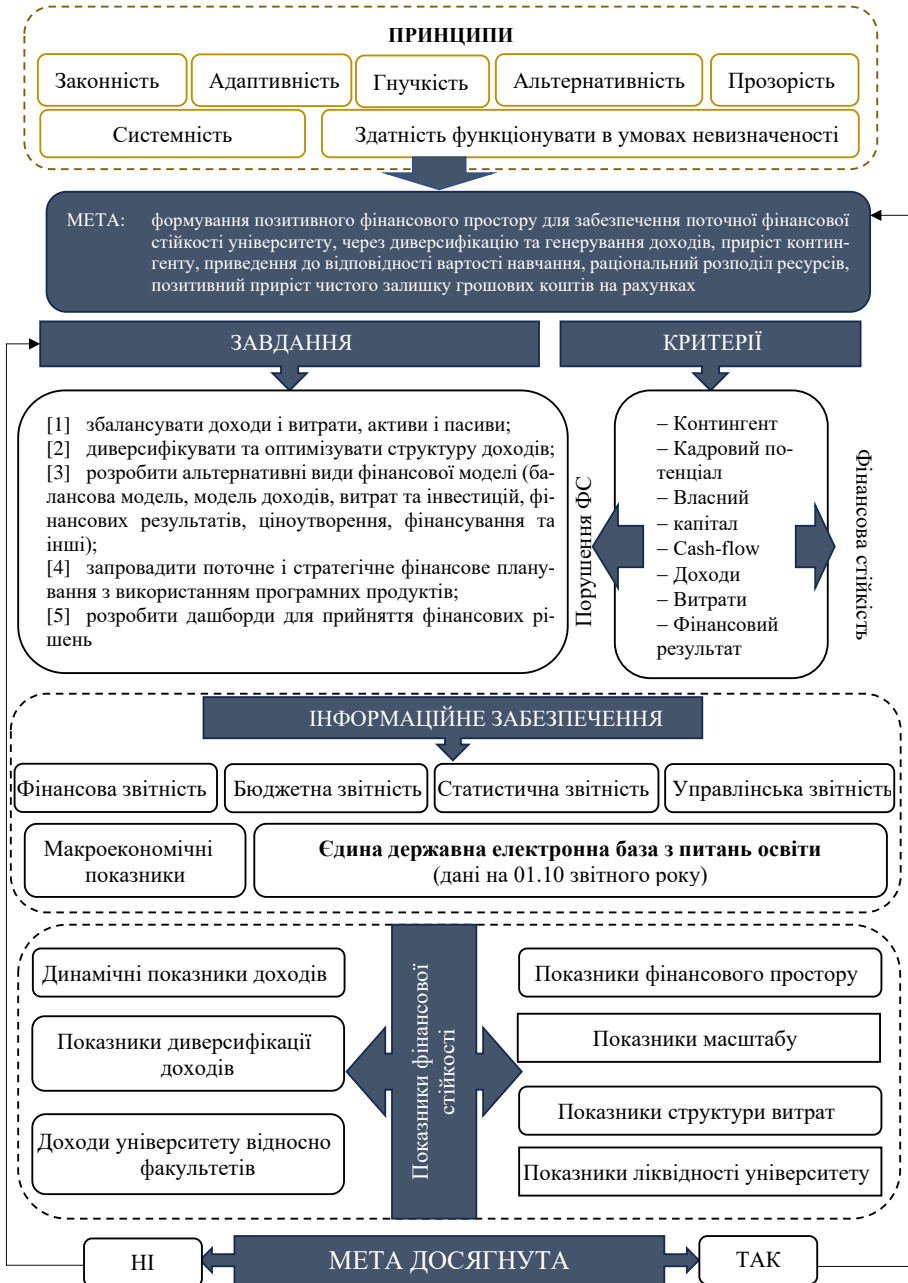 ПРИНЦИПИ
Законність
Адаптивність
Гнучкість
Альтернативність
Прозорість
Системність
Здатність функціонувати в умовах невизначеності
МЕТА: формування позитивного фінансового простору для забезпечення поточної фінансової
стійкості університету, через диверсифікацію та генерування доходів, приріст контин-
генту, приведення до відповідності вартості навчання, раціональний розподіл ресурсів,
позитивний приріст чистого залишку грошових коштів на рахунках
ЗАВДАННЯ
[1] збалансувати доходи і витрати, активи і пасиви;
[2] диверсифікувати та оптимізувати структуру доходів;
[3] розробити альтернативні види фінансової моделі (ба-
лансова модель, модель доходів, витрат та інвестицій, фі-
нансових результатів, ціноутворення, фінансування та
інші);
[4] запровадити поточне і стратегічне фінансове плану-
вання з використанням програмних продуктів;
[5] розробити дашборди для прийняття фінансових рі-
шень
КРИТЕРІЇ
Порушення ФС
– Контингент
– Кадровий по-
тенціал
– Власний
– капітал
– Cash-flow
– Доходи
– Витрати
– Фінансовий
результат
Фінансова стійкість
ІНФОРМАЦІЙНЕ ЗАБЕЗПЕЧЕННЯ
Фінансова звітність
Бюджетна звітність
Статистична звітність
Управлінська звітність
Макроекономічні
показники
Єдина державна електронна база з питань освіти
(дані на 01.10 звітного року)
Динамічні показники доходів
Показники диверсифікації
доходів
Доходи університету відносно
факультетів
Показники фінансової
стійкості
Показники фінансового простору
Показники масштабу
Показники структури витрат
Показники ліквідності університету
НІ
МЕТА ДОСЯГНУТА
ТАК